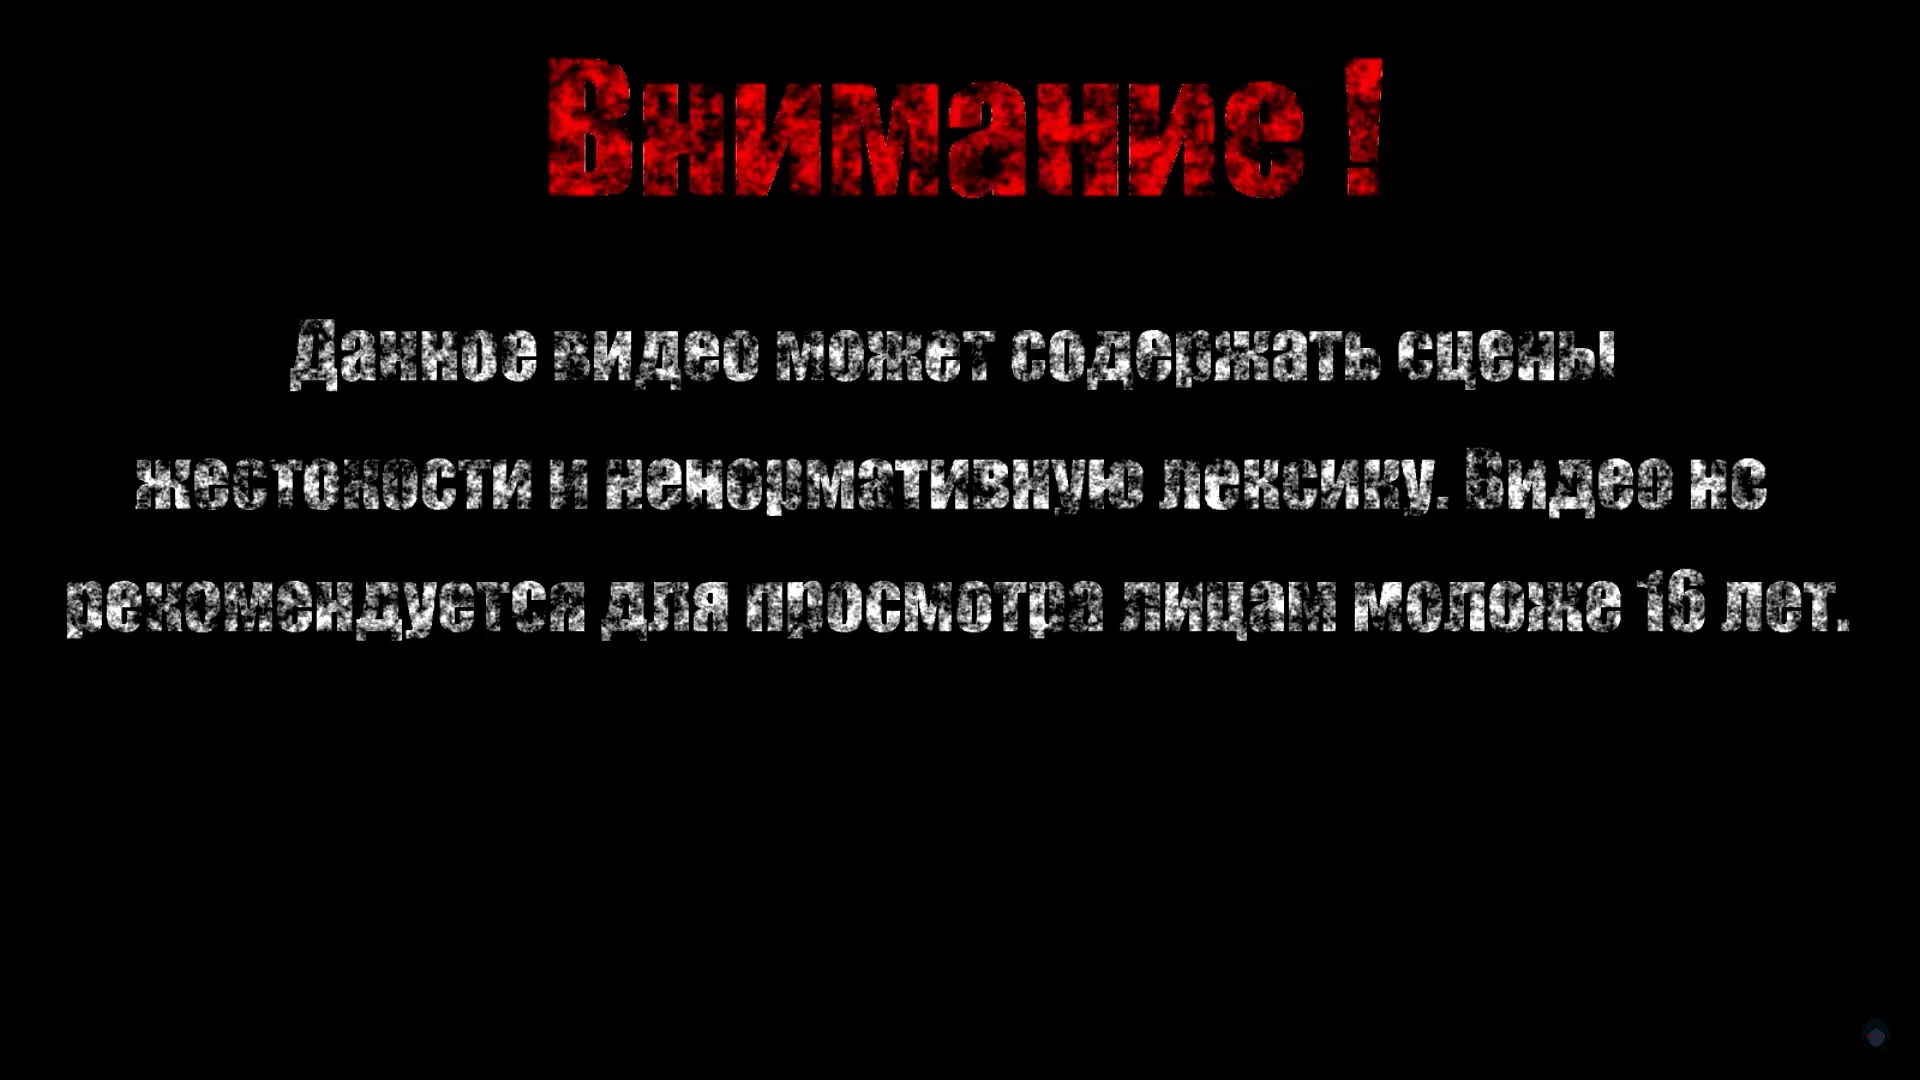 Внимание !
Данное видео может содержать сцены
жестокости и ненормативную лексику. Видео не
рекомендуется для просмотра лицам моложе 16 лет.